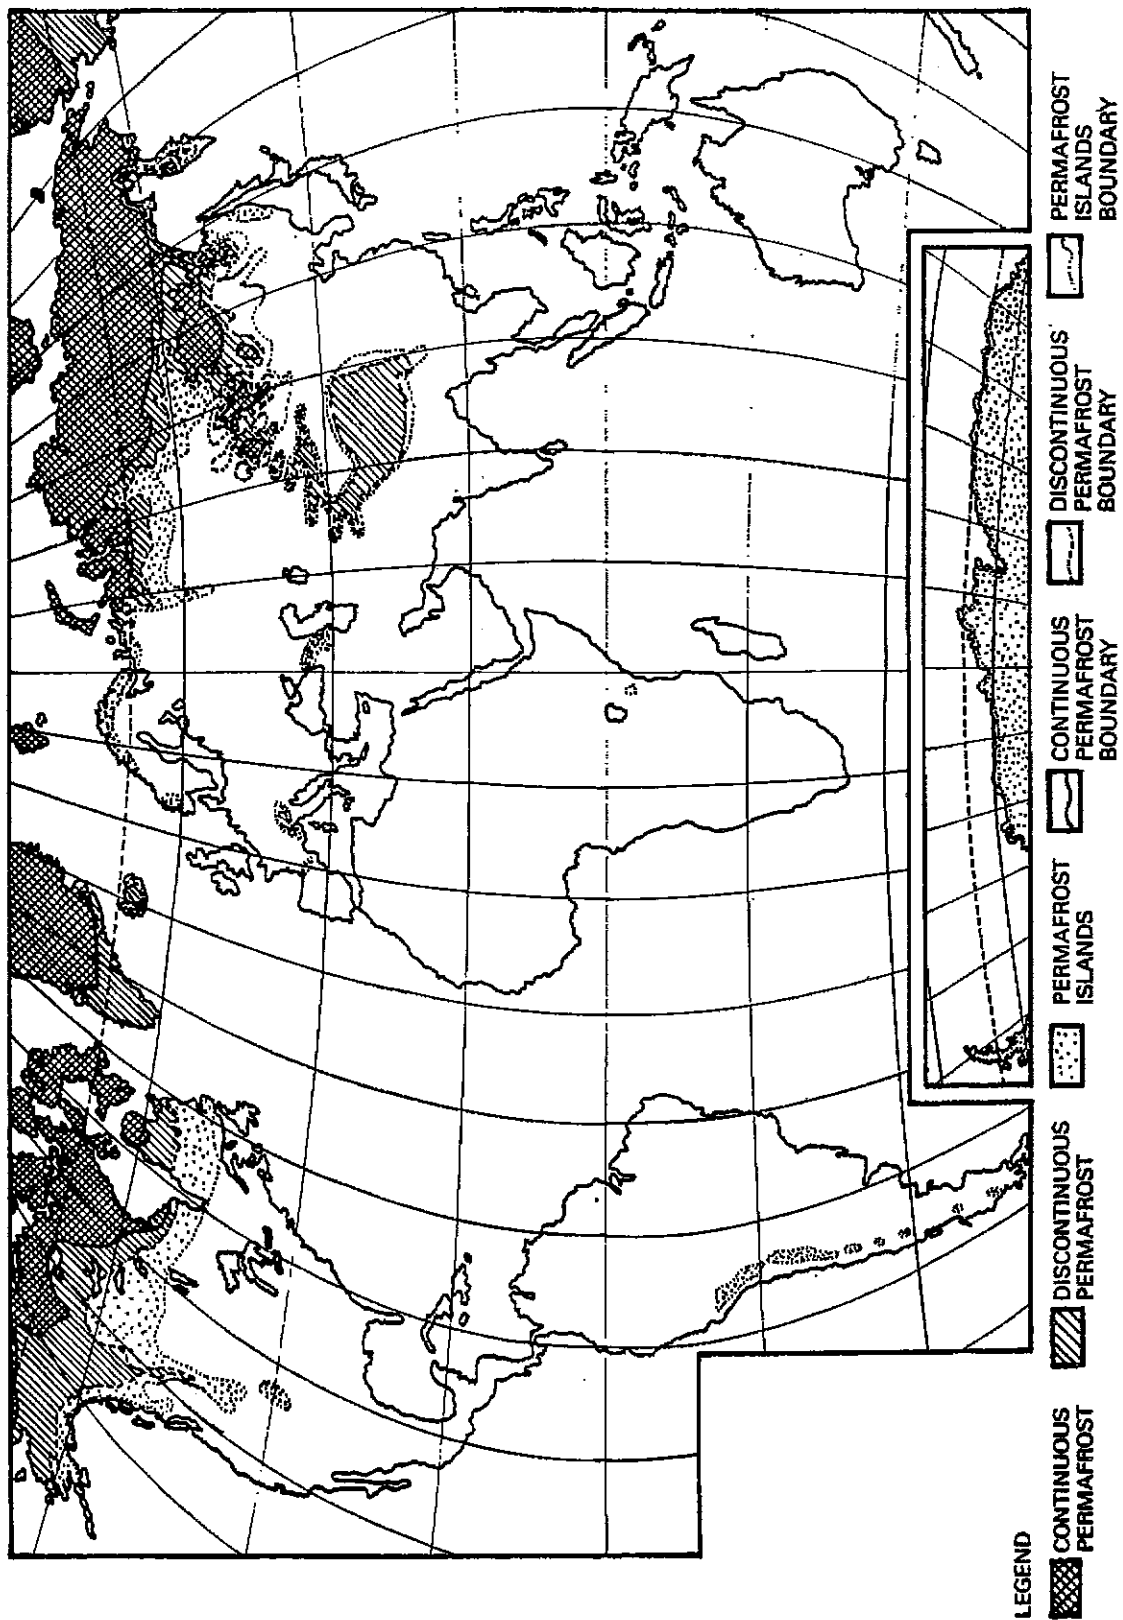 LEGEND
CONTINUOUS
PERMAFROST
DISCONTINUOUS
PERMAFROST
PERMAFROST
ISLANDS
CONTINUOUS
PERMAFROST
BOUNDARY
DISCONTINUOUS
PERMAFROST
BOUNDARY
PERMAFROST
ISLANDS
BOUNDARY